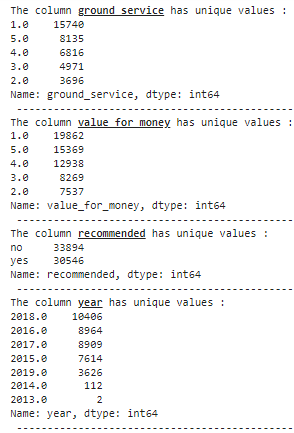 The column ground service has unique values :
1.0    15740
5.0     8135
4.0     6816
3.0     4971
2.0     3696
Name: ground_service, dtype: int64
---------------------------------------------
The column value for money has unique values :
1.0    19862
5.0    15369
4.0    12938
3.0     8269
2.0     7537
Name: value_for_money, dtype: int64
---------------------------------------------
The column recommended has unique values :
no     33894
yes    30546
Name: recommended, dtype: int64
---------------------------------------------
The column year has unique values :
2018.0    10406
2016.0     8964
2017.0     8909
2015.0     7614
2019.0     3626
2014.0      112
2013.0        2
Name: year, dtype: int64
---------------------------------------------